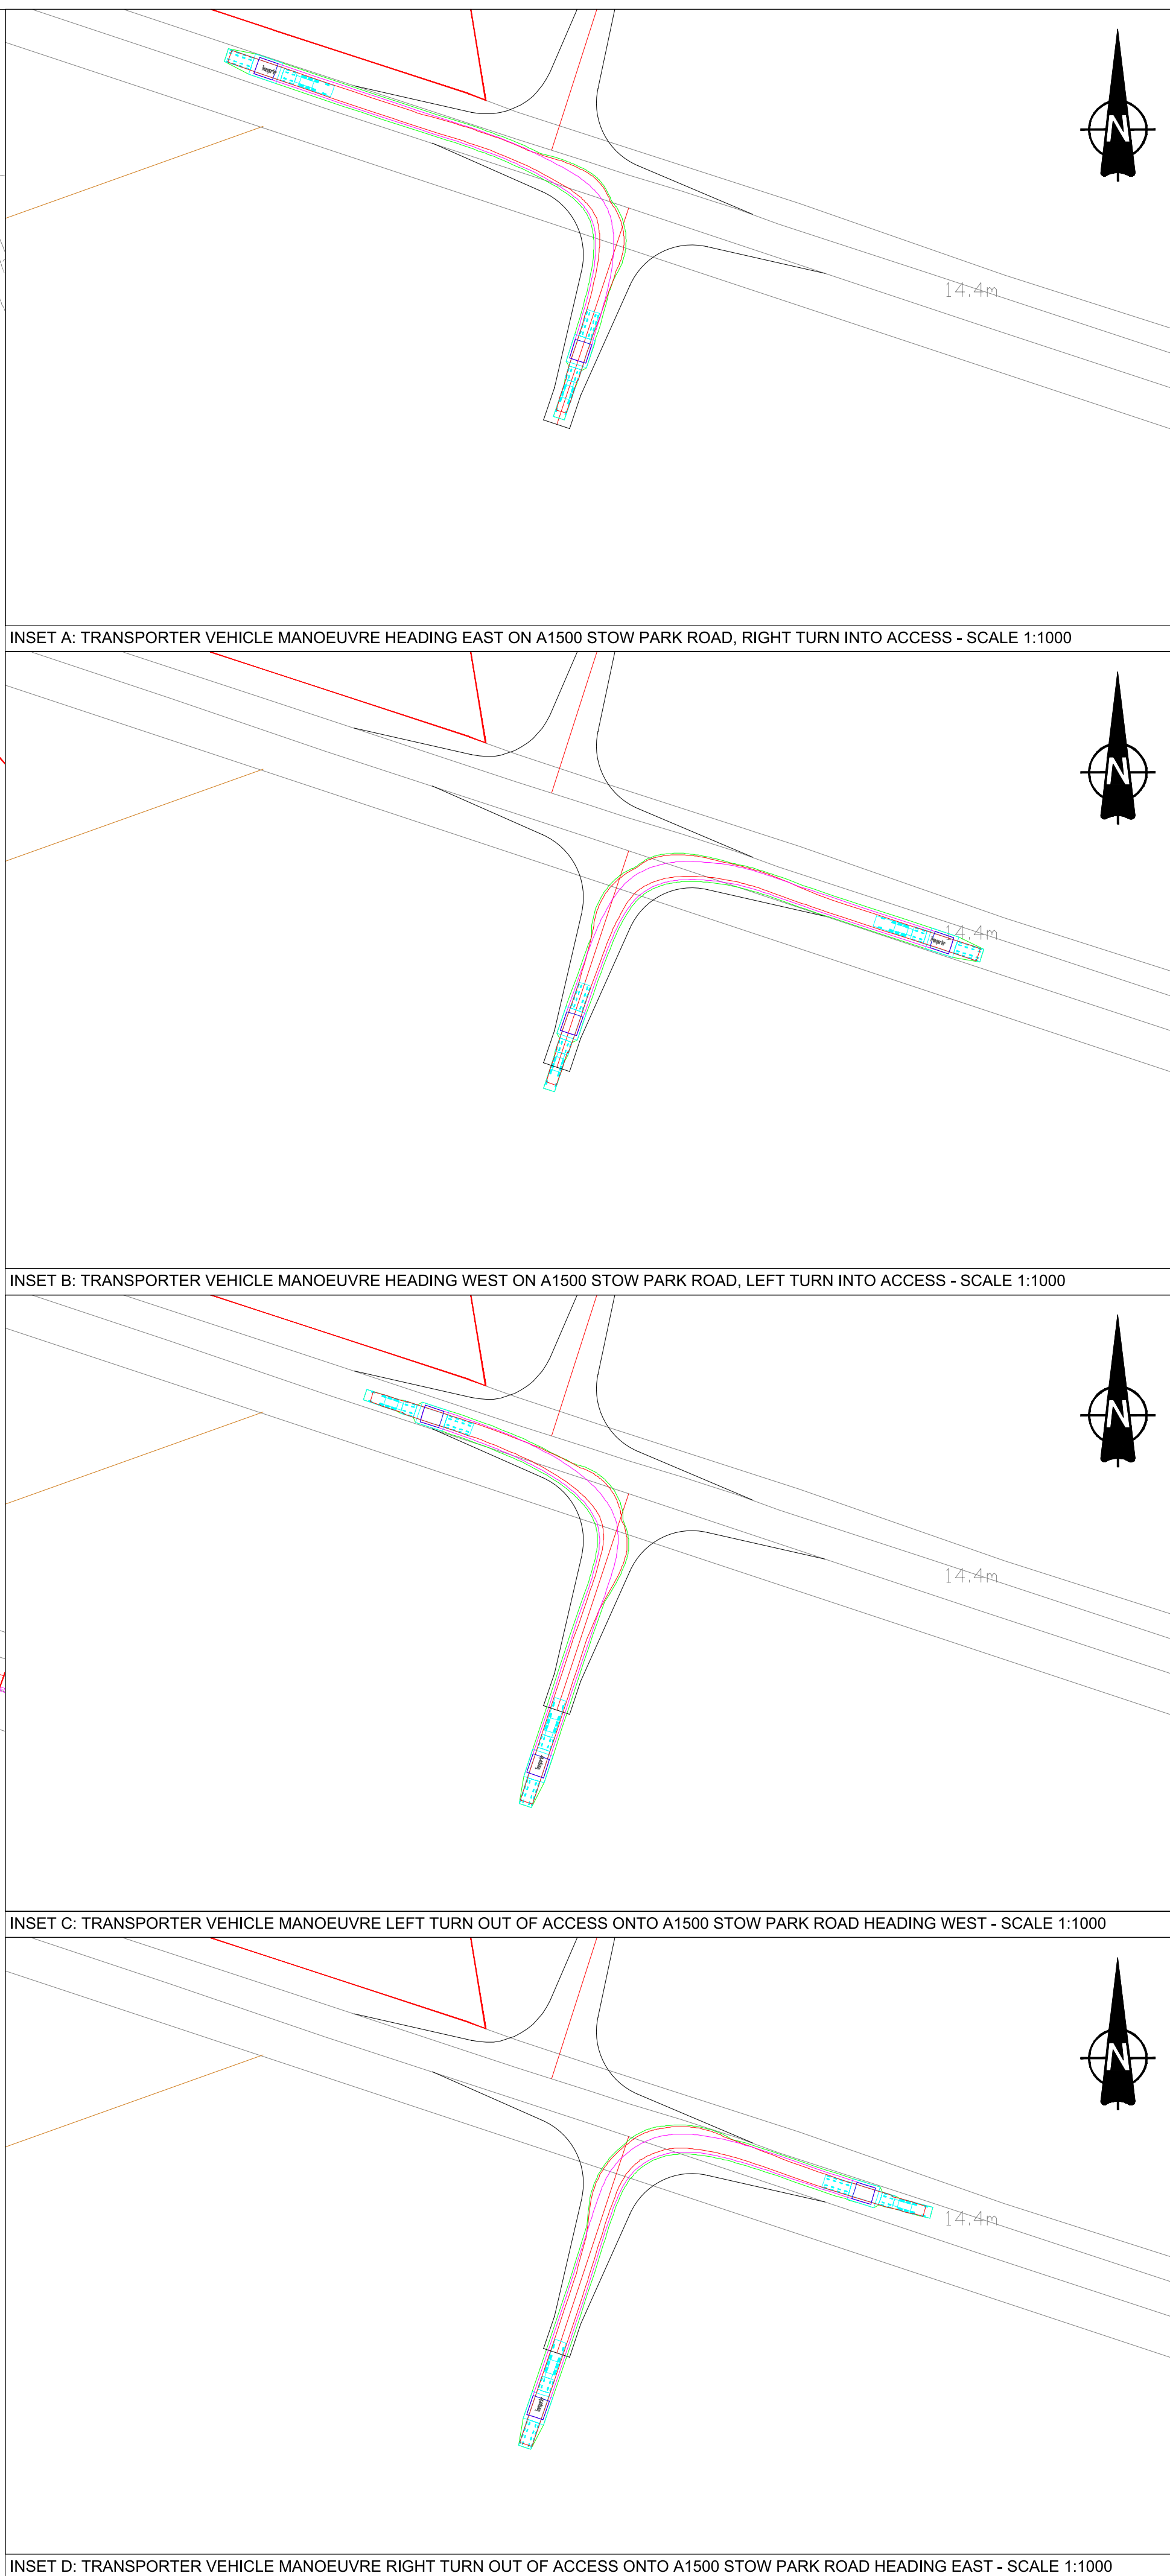 N
14.4m
INSET A: TRANSPORTER VEHICLE MANOEUVRE HEADING EAST ON A1500 STOW PARK ROAD, RIGHT TURN INTO ACCESS - SCALE 1:1000
N
14.4m
INSET B: TRANSPORTER VEHICLE MANOEUVRE HEADING WEST ON A1500 STOW PARK ROAD, LEFT TURN INTO ACCESS - SCALE 1:1000
N
14.4m
INSET C: TRANSPORTER VEHICLE MANOEUVRE LEFT TURN OUT OF ACCESS ONTO A1500 STOW PARK ROAD HEADING WEST - SCALE 1:1000
N
14.4m
INSET D: TRANSPORTER VEHICLE MANOEUVRE RIGHT TURN OUT OF ACCESS ONTO A1500 STOW PARK ROAD HEADING EAST - SCALE 1:1000